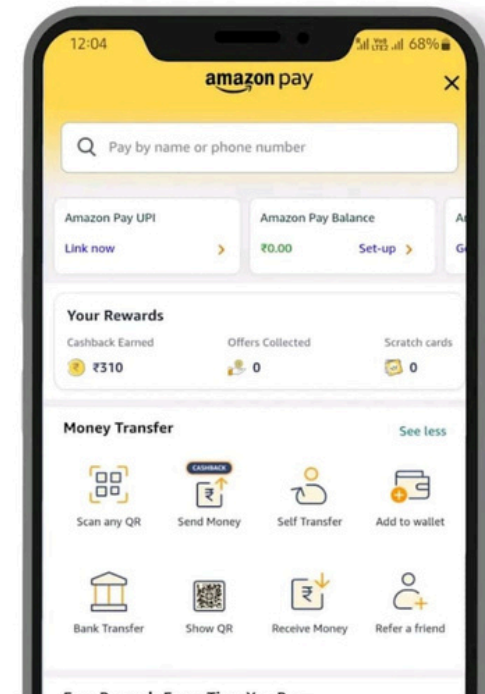 12:04
68%
amazon pay
Pay by name or phone number
Amazon Pay UPI
Amazon Pay Balance
Link now
₹0.00
Set-up
Your Rewards
Cashback Earned
Offers Collected
Scratch cards
₹310
0
0
Money Transfer
See less
CASHBACK
Scan any QR
Send Money
Self Transfer
Add to wallet
Bank Transfer
Show QR
Receive Money
Refer a friend